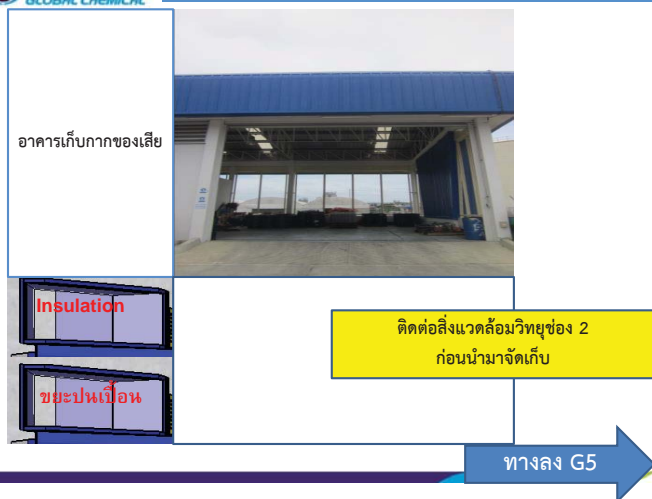 GLOBAL CHEMICAL
อาคารเก็บกากของเสีย
Insulation
ขยะปนเปื้อน
ติดต่อสิ่งแวดล้อมวิทยุช่อง 2
ก่อนนำมาจัดเก็บ
ทางลง G5